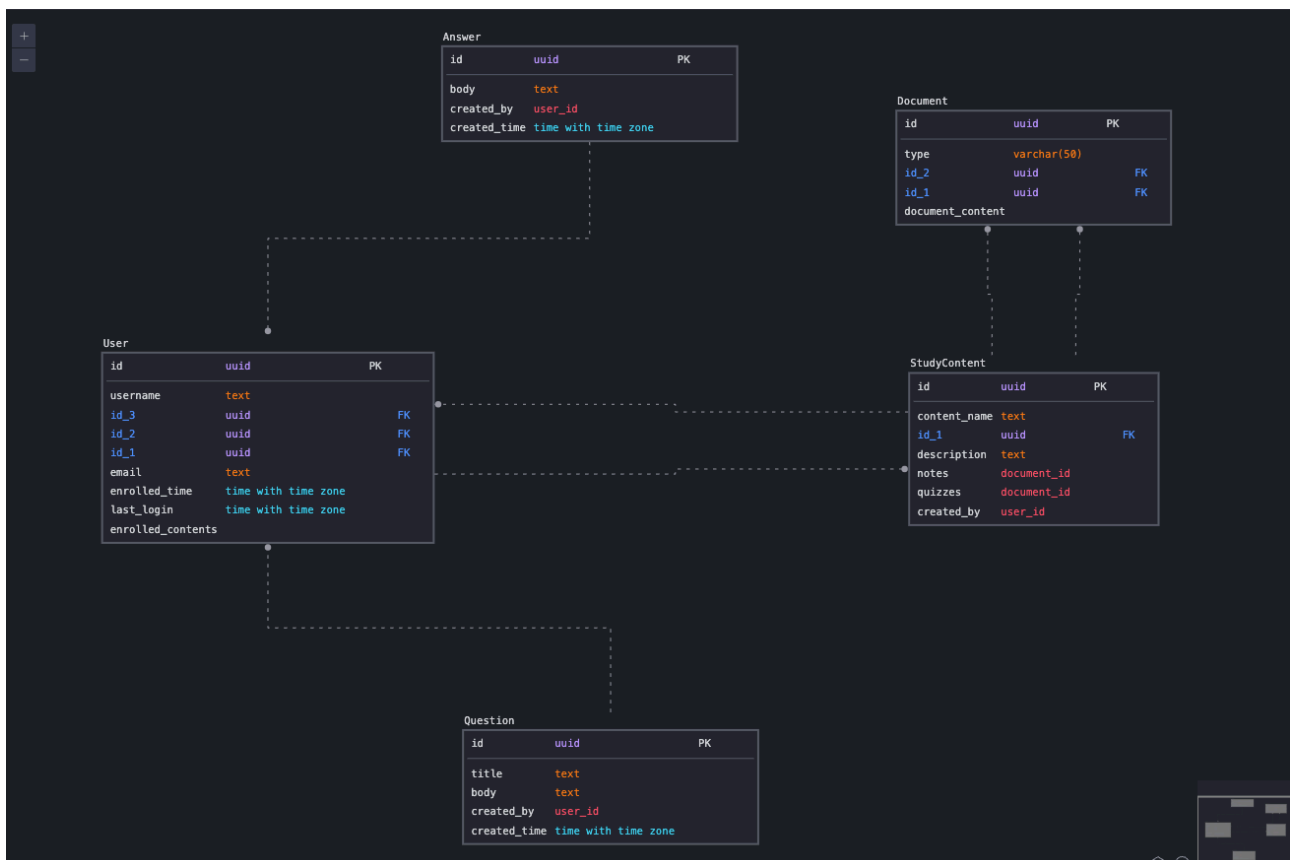 +
−
Answer
id uuid PK
body text
created_by user_id
created_time time with time zone
Document
id uuid PK
type varchar(50)
id_2 uuid FK
id_1 uuid FK
document_content
User
id uuid PK
username text
id_3 uuid FK
id_2 uuid FK
id_1 uuid FK
email text
enrolled_time time with time zone
last_login time with time zone
enrolled_contents
StudyContent
id uuid PK
content_name text
id_1 uuid FK
description text
notes document_id
quizzes document_id
created_by user_id
Question
id uuid PK
title text
body text
created_by user_id
created_time time with time zone